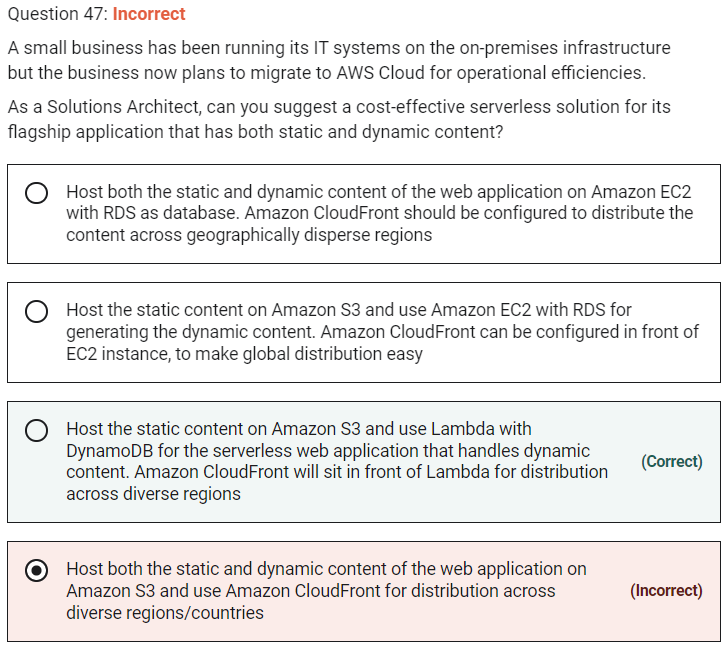 Question 47: Incorrect
A small business has been running its IT systems on the on-premises infrastructure
but the business now plans to migrate to AWS Cloud for operational efficiencies.
As a Solutions Architect, can you suggest a cost-effective serverless solution for its
flagship application that has both static and dynamic content?
Host both the static and dynamic content of the web application on Amazon EC2
with RDS as database. Amazon CloudFront should be configured to distribute the
content across geographically disperse regions
Host the static content on Amazon S3 and use Amazon EC2 with RDS for
generating the dynamic content. Amazon CloudFront can be configured in front of
EC2 instance, to make global distribution easy
Host the static content on Amazon S3 and use Lambda with
DynamoDB for the serverless web application that handles dynamic
content. Amazon CloudFront will sit in front of Lambda for distribution
across diverse regions
(Correct)
Host both the static and dynamic content of the web application on
Amazon S3 and use Amazon CloudFront for distribution across
diverse regions/countries
(Incorrect)